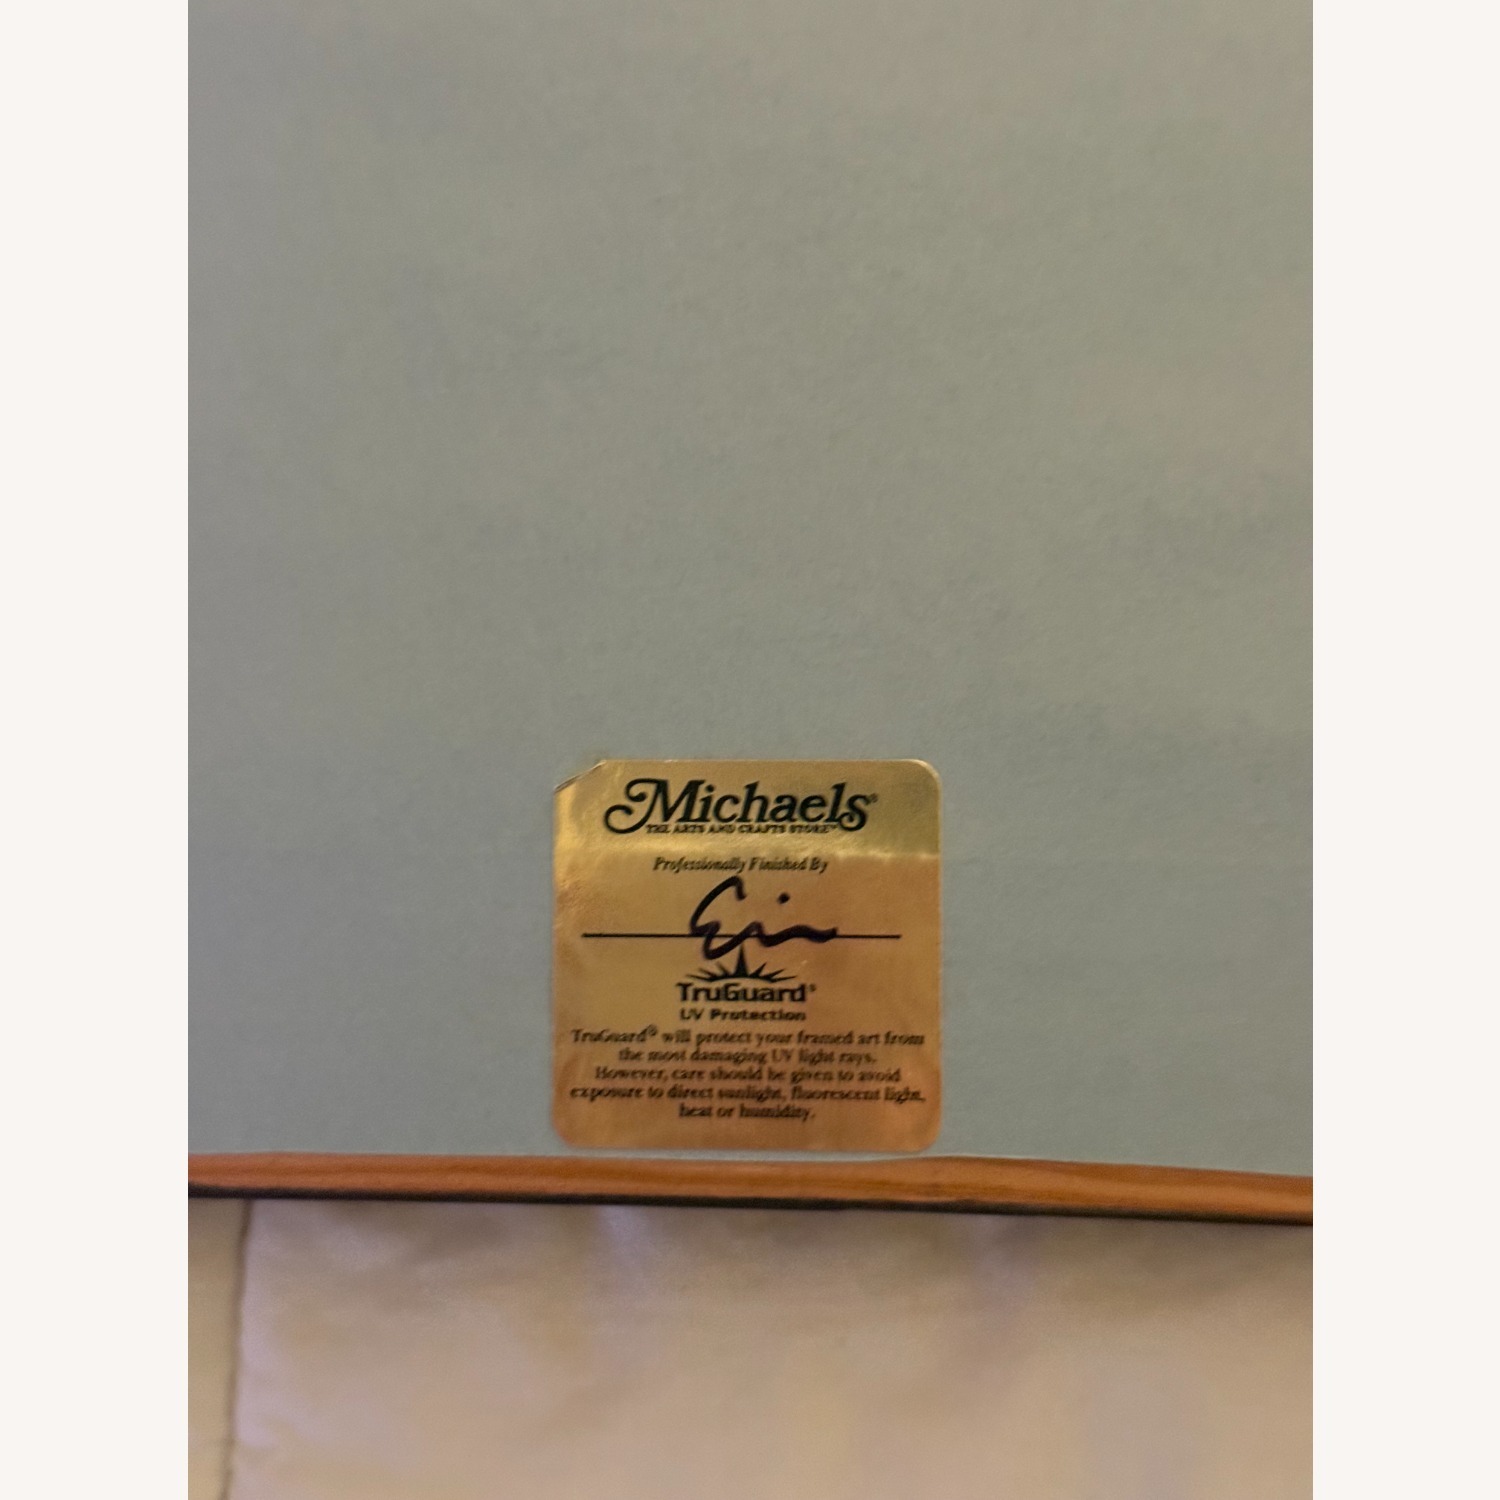 Michaels®
THE ARTS AND CRAFTS STORE™
Professionally Finished By
TruGuard®
UV Protection
TruGuard® will protect your framed art from
the most damaging UV light rays.
However, care should be given to avoid
exposure to direct sunlight, fluorescent light,
heat or humidity.